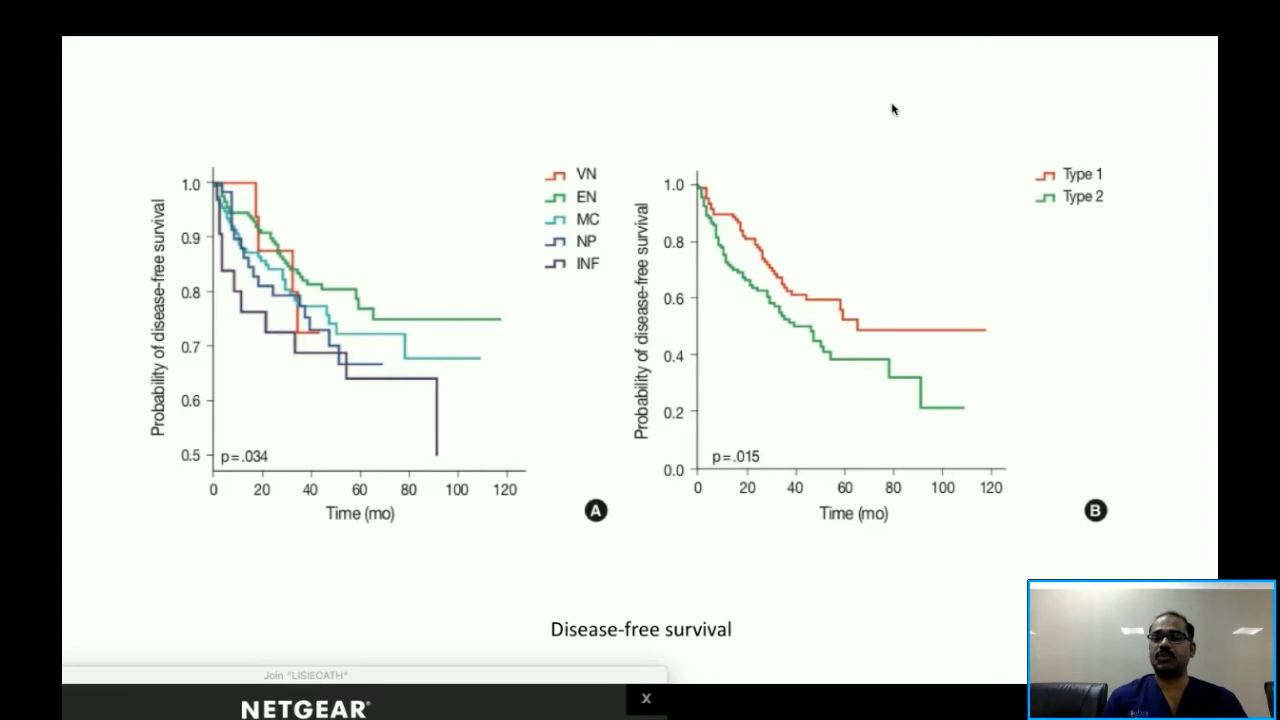 VN
EN
MC
NP
INF
Probability of disease-free survival
1.0
0.9
0.8
0.7
0.6
0.5
p=.034
0 20 40 60 80 100 120
Time (mo)
A
Type 1
Type 2
Probability of disease-free survival
1.0
0.8
0.6
0.4
0.2
0.0
p=.015
0 20 40 60 80 100 120
Time (mo)
B
Disease-free survival
Join "LISIECATH"
NETGEAR®
X